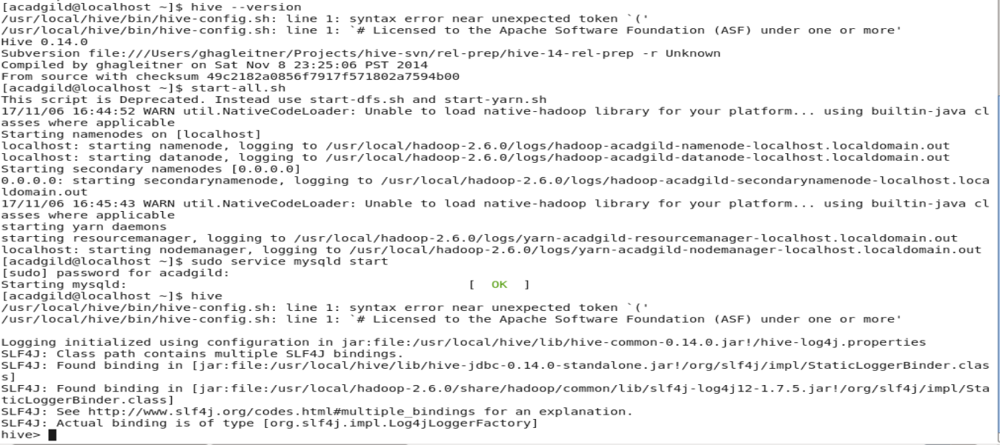 [acadgild@localhost ~]$ hive --version
/usr/local/hive/bin/hive-config.sh: line 1: syntax error near unexpected token `('
/usr/local/hive/bin/hive-config.sh: line 1: `# Licensed to the Apache Software Foundation (ASF) under one or more'
Hive 0.14.0
Subversion file:///Users/ghagleitner/Projects/hive-svn/rel-prep/hive-14-rel-prep -r Unknown
Compiled by ghagleitner on Sat Nov 8 23:25:06 PST 2014
From source with checksum 49c2182a0856f7917f571802a7594b00
[acadgild@localhost ~]$ start-all.sh
This script is Deprecated. Instead use start-dfs.sh and start-yarn.sh
17/11/06 16:44:52 WARN util.NativeCodeLoader: Unable to load native-hadoop library for your platform... using builtin-java cl
asses where applicable
Starting namenodes on [localhost]
localhost: starting namenode, logging to /usr/local/hadoop-2.6.0/logs/hadoop-acadgild-namenode-localhost.localdomain.out
localhost: starting datanode, logging to /usr/local/hadoop-2.6.0/logs/hadoop-acadgild-datanode-localhost.localdomain.out
Starting secondary namenodes [0.0.0.0]
0.0.0.0: starting secondarynamenode, logging to /usr/local/hadoop-2.6.0/logs/hadoop-acadgild-secondarynamenode-localhost.loca
ldomain.out
17/11/06 16:45:43 WARN util.NativeCodeLoader: Unable to load native-hadoop library for your platform... using builtin-java cl
asses where applicable
starting yarn daemons
starting resourcemanager, logging to /usr/local/hadoop-2.6.0/logs/yarn-acadgild-resourcemanager-localhost.localdomain.out
localhost: starting nodemanager, logging to /usr/local/hadoop-2.6.0/logs/yarn-acadgild-nodemanager-localhost.localdomain.out
[acadgild@localhost ~]$ sudo service mysqld start
[sudo] password for acadgild:
Starting mysqld:                                           [  OK  ]
[acadgild@localhost ~]$ hive
/usr/local/hive/bin/hive-config.sh: line 1: syntax error near unexpected token `('
/usr/local/hive/bin/hive-config.sh: line 1: `# Licensed to the Apache Software Foundation (ASF) under one or more'
Logging initialized using configuration in jar:file:/usr/local/hive/lib/hive-common-0.14.0.jar!/hive-log4j.properties
SLF4J: Class path contains multiple SLF4J bindings.
SLF4J: Found binding in [jar:file:/usr/local/hive/lib/hive-jdbc-0.14.0-standalone.jar!/org/slf4j/impl/StaticLoggerBinder.clas
s]
SLF4J: Found binding in [jar:file:/usr/local/hadoop-2.6.0/share/hadoop/common/lib/slf4j-log4j12-1.7.5.jar!/org/slf4j/impl/Sta
ticLoggerBinder.class]
SLF4J: See http://www.slf4j.org/codes.html#multiple_bindings for an explanation.
SLF4J: Actual binding is of type [org.slf4j.impl.Log4jLoggerFactory]
hive>